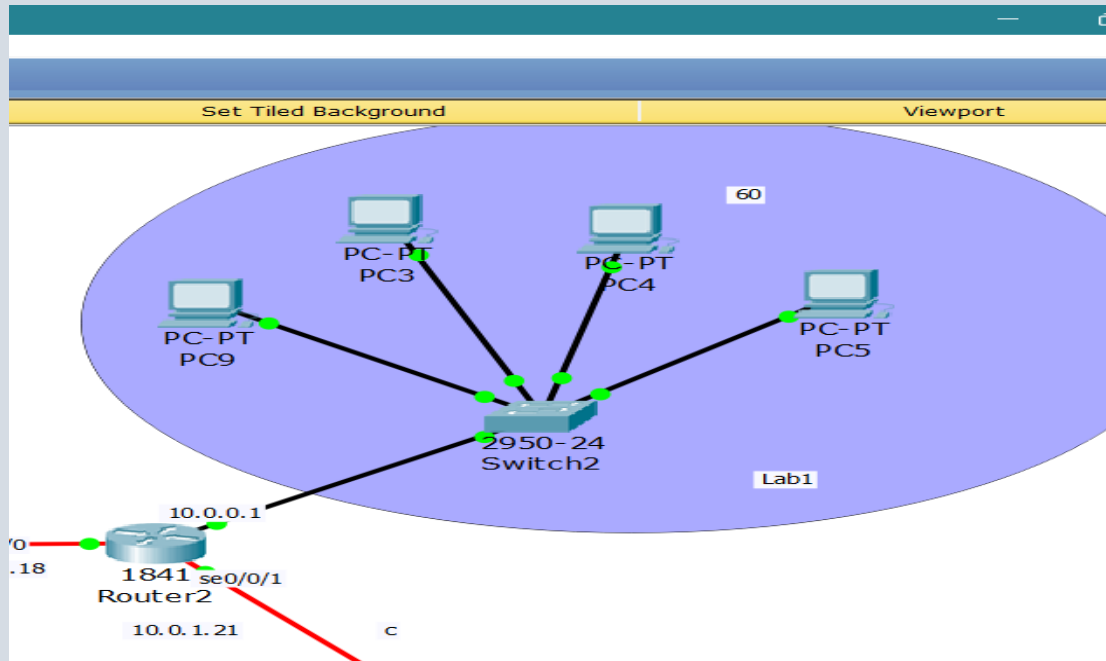 Set Tiled Background Viewport
60
PC-PT
PC3
PC-PT
PC4
PC-PT
PC9
PC-PT
PC5
2950-24
Switch2
Lab1
10.0.0.1
/0
.18
1841
Router2
se0/0/1
10.0.1.21
c